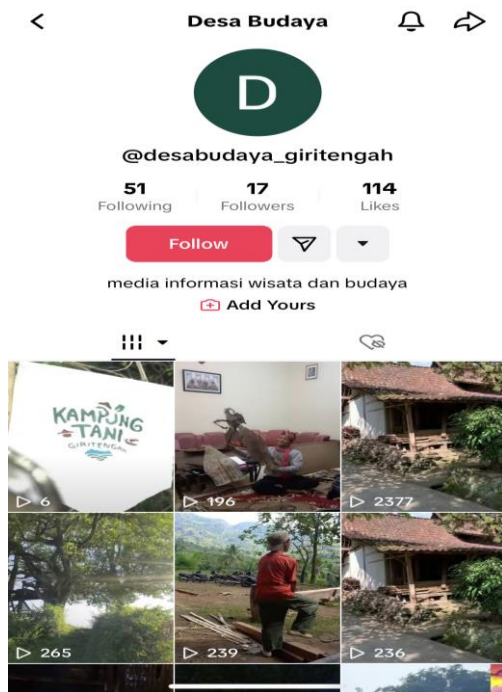 Desa Budaya
D
@desabudaya_giritengah
51 17 114
Following Followers Likes
Follow
media informasi wisata dan budaya
Add Yours
KAMPUNG
TANI
GIRITENGAH
6 196 2377
265 239 236